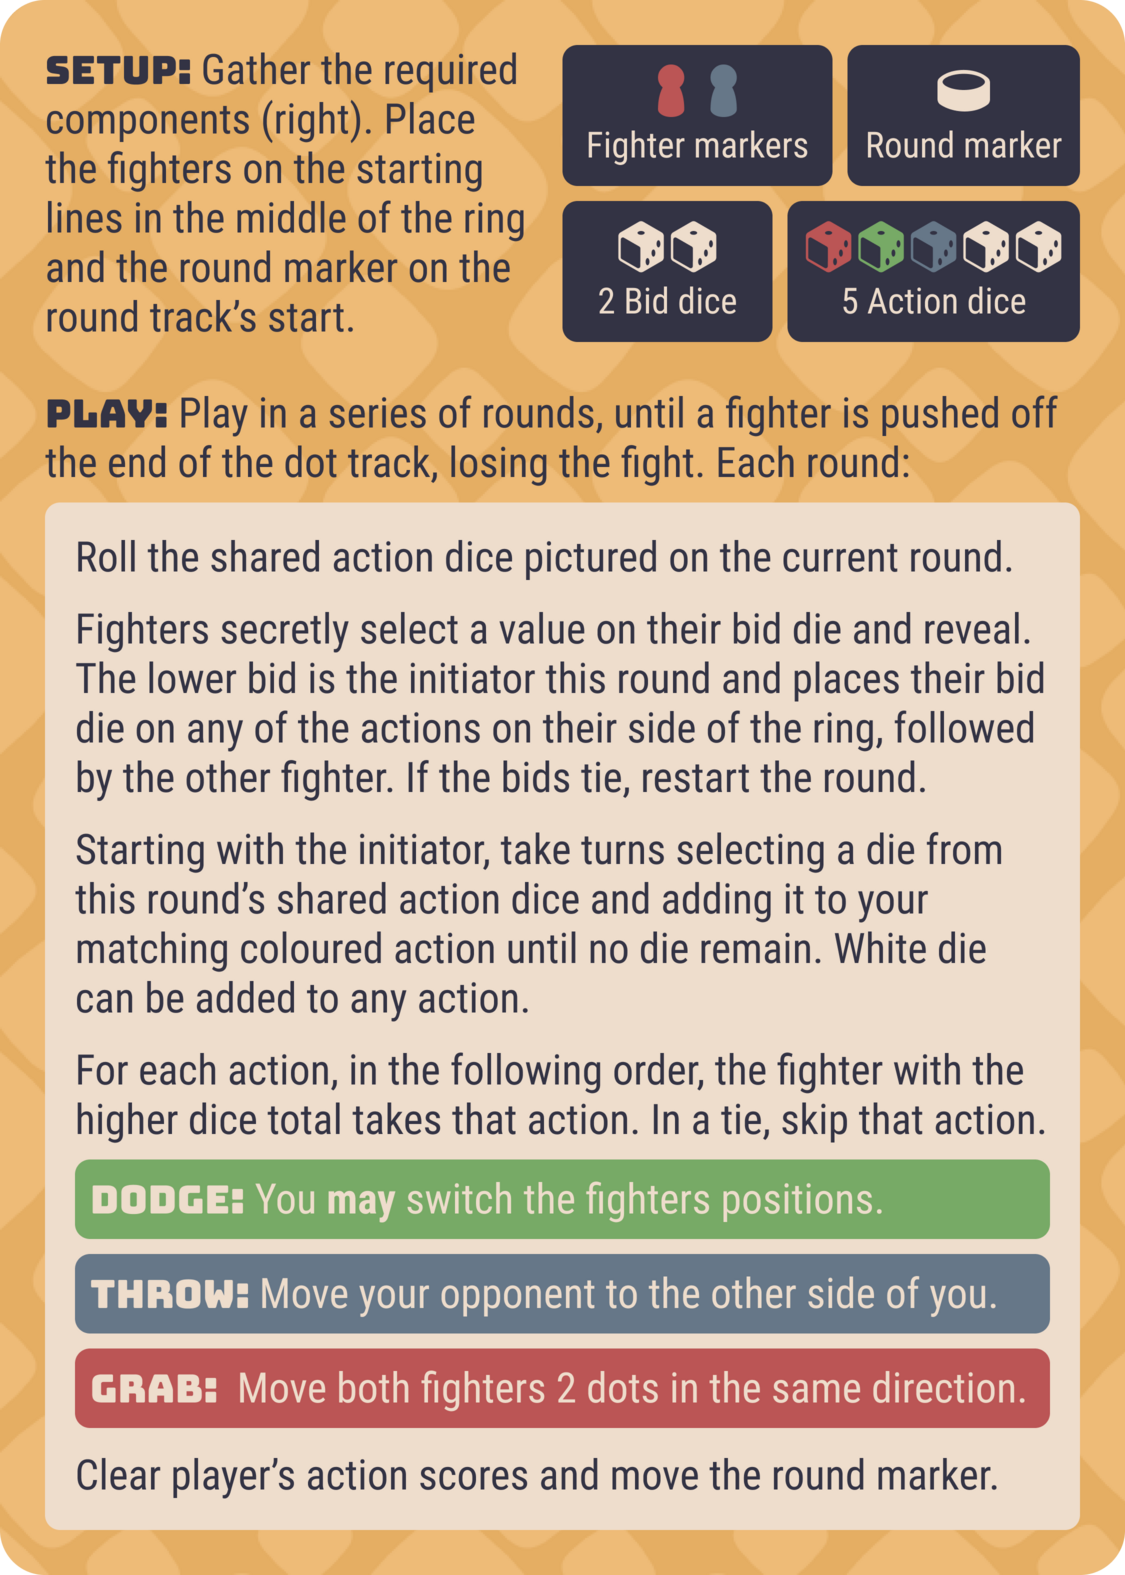 SETUP: Gather the required
components (right). Place
the fighters on the starting
lines in the middle of the ring
and the round marker on the
round track's start.
Fighter markers
Round marker
2 Bid dice
5 Action dice
PLAY: Play in a series of rounds, until a fighter is pushed off
the end of the dot track, losing the fight. Each round:
Roll the shared action dice pictured on the current round.
Fighters secretly select a value on their bid die and reveal.
The lower bid is the initiator this round and places their bid
die on any of the actions on their side of the ring, followed
by the other fighter. If the bids tie, restart the round.
Starting with the initiator, take turns selecting a die from
this round's shared action dice and adding it to your
matching coloured action until no die remain. White die
can be added to any action.
For each action, in the following order, the fighter with the
higher dice total takes that action. In a tie, skip that action.
DODGE: You may switch the fighters positions.
THROW: Move your opponent to the other side of you.
GRAB: Move both fighters 2 dots in the same direction.
Clear player's action scores and move the round marker.